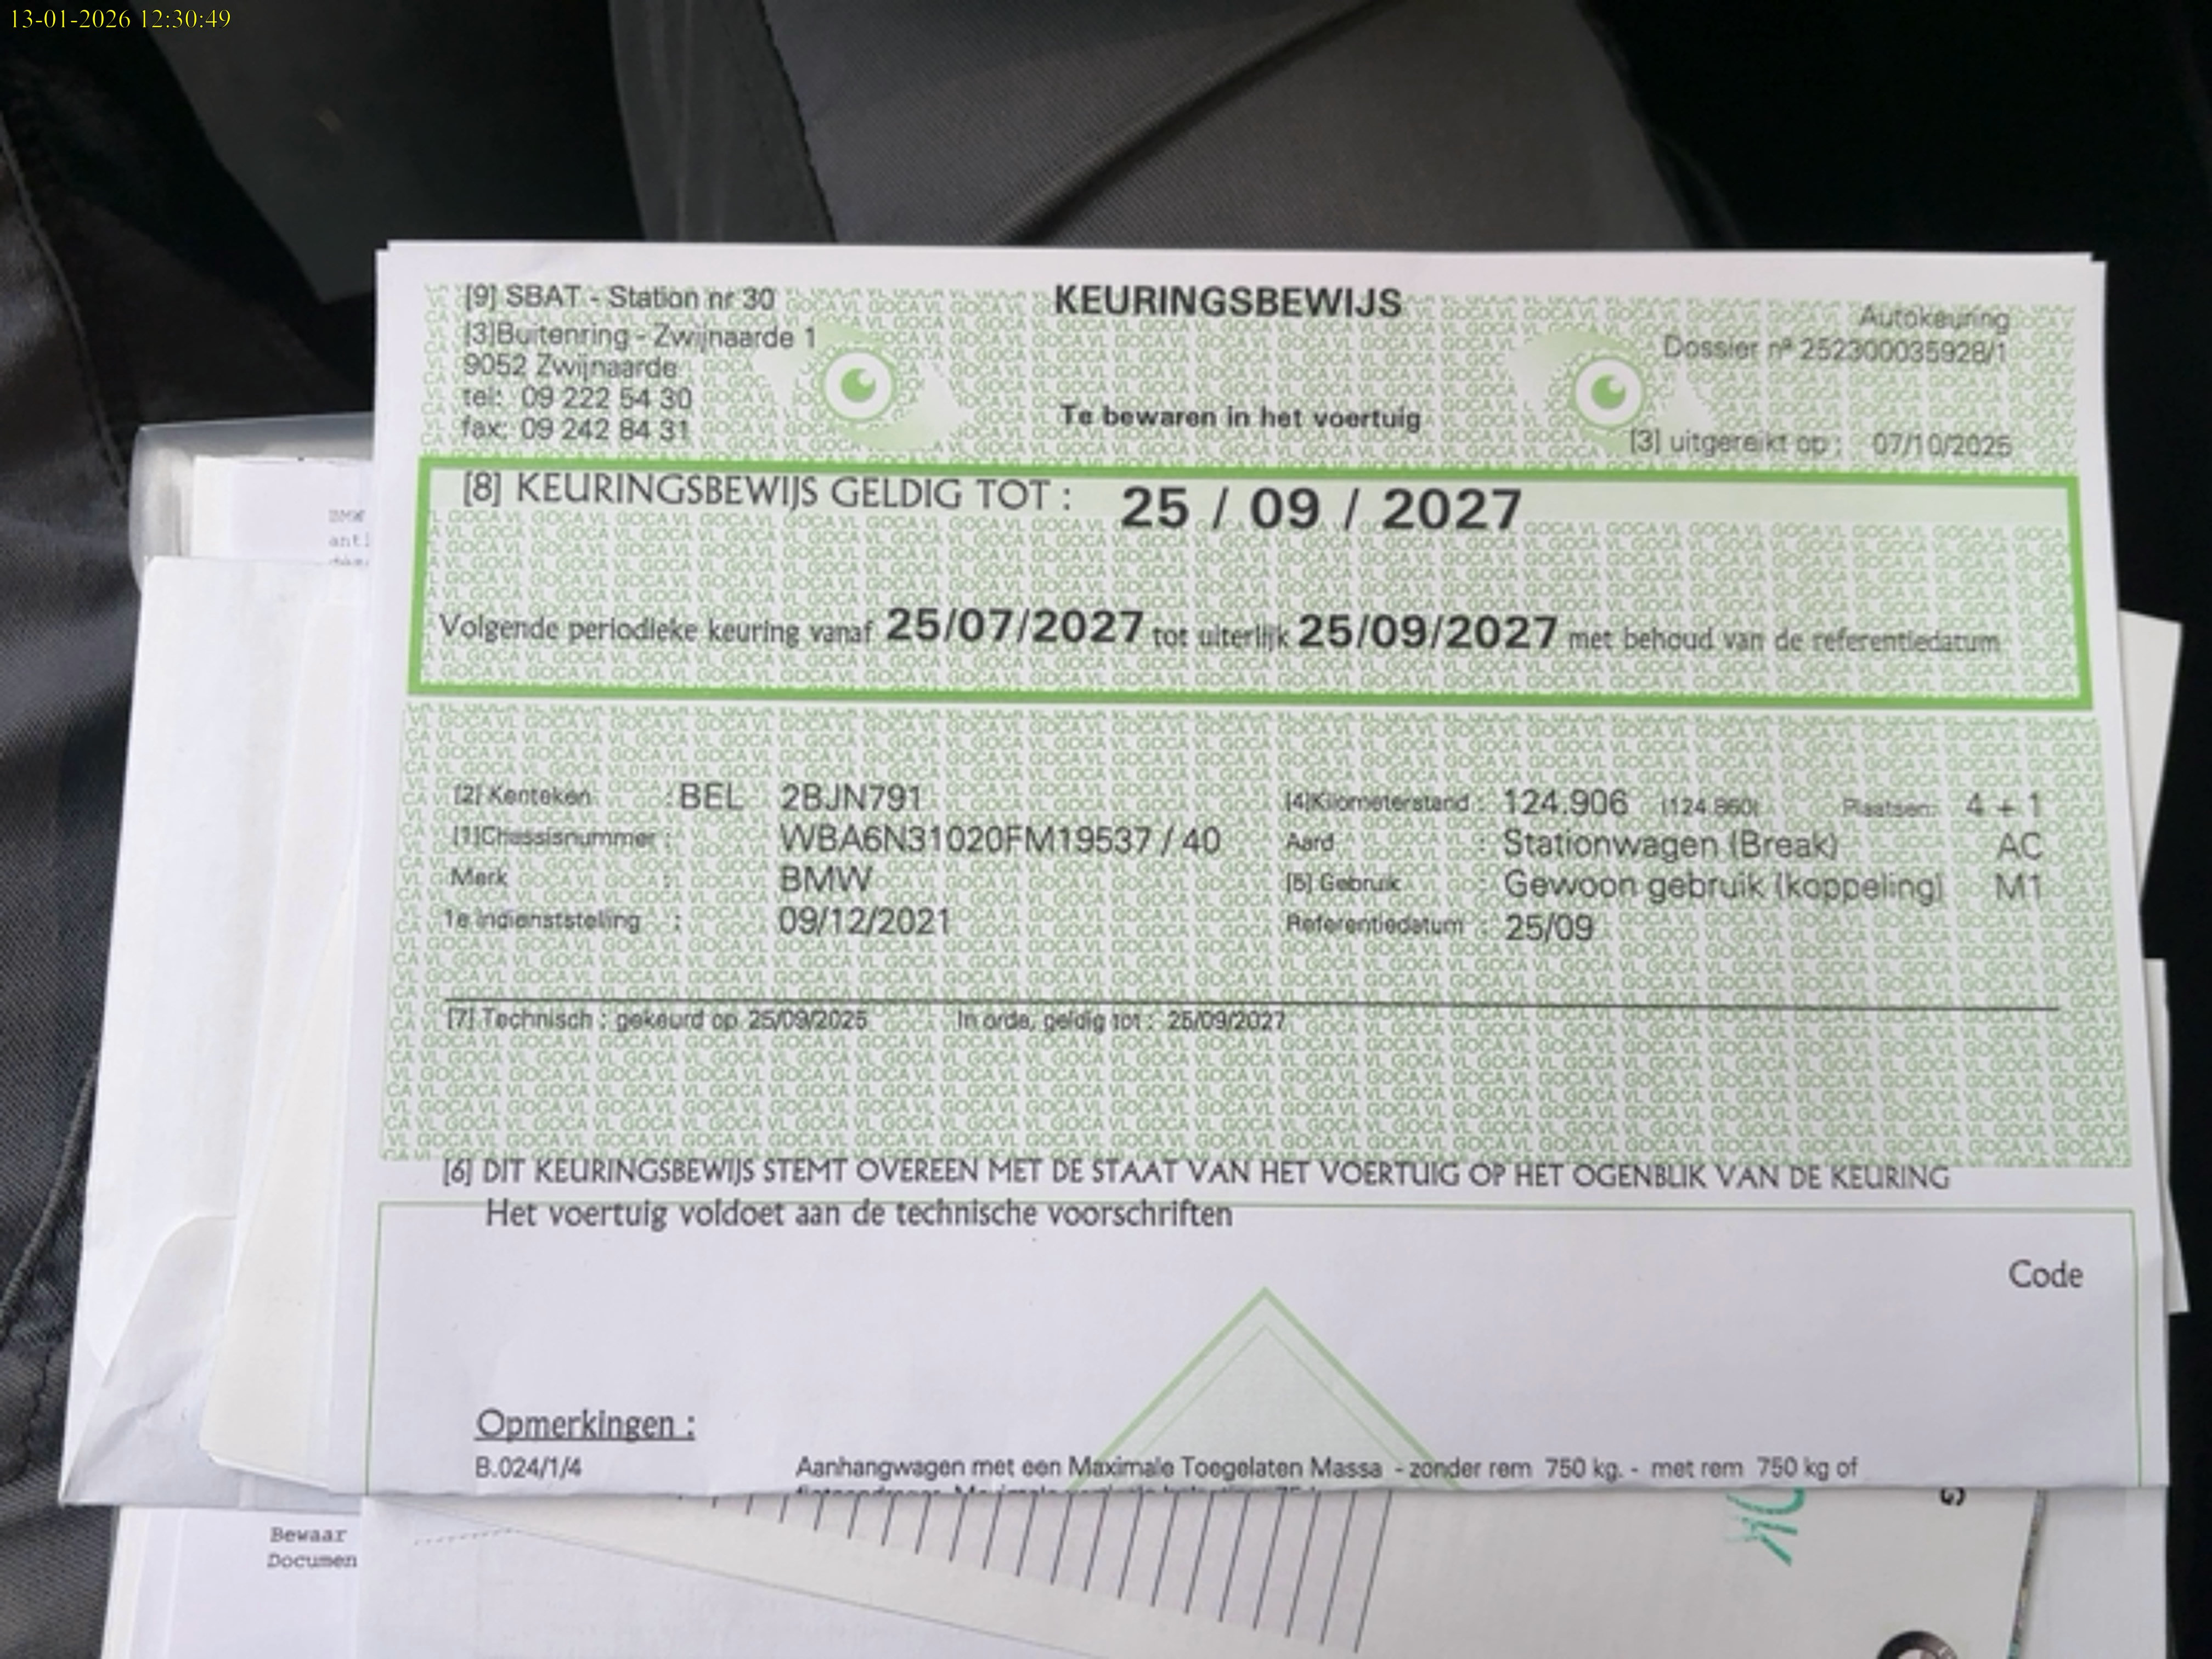 13-01-2026 12:30:49
[9] SBAT - Station nr 30
KEURINGSBEWIJS
Autokeuring
[3]Buitenring - Zwijnaarde 1
Dossier nº 252300035928/1
9052 Zwijnaarde
tel: 09 222 54 30
Te bewaren in het voertuig
fax: 09 242 84 31
[3] uitgereikt op : 07/10/2025
[8] KEURINGSBEWIJS GELDIG TOT : 25 / 09 / 2027
Volgende periodieke keuring vanaf 25/07/2027 tot uiterlijk 25/09/2027 met behoud van de referentiedatum
[2] Kenteken : BEL 2BJN791
[4]Kilometerstand : 124.906 (124.860) Plaatsen: 4 + 1
[1]Chassisnummer : WBA6N31020FM19537 / 40
Aard : Stationwagen (Break) AC
Merk : BMW
[5] Gebruik : Gewoon gebruik (koppeling) M1
1e indienststelling : 09/12/2021
Referentiedatum : 25/09
[7] Technisch : gekeurd op 25/09/2025 In orde, geldig tot : 25/09/2027
[6] DIT KEURINGSBEWIJS STEMT OVEREEN MET DE STAAT VAN HET VOERTUIG OP HET OGENBLIK VAN DE KEURING
Het voertuig voldoet aan de technische voorschriften
Code
Opmerkingen :
B.024/1/4 Aanhangwagen met een Maximale Toegelaten Massa - zonder rem 750 kg. - met rem 750 kg of
Bewaar
Documen
OK